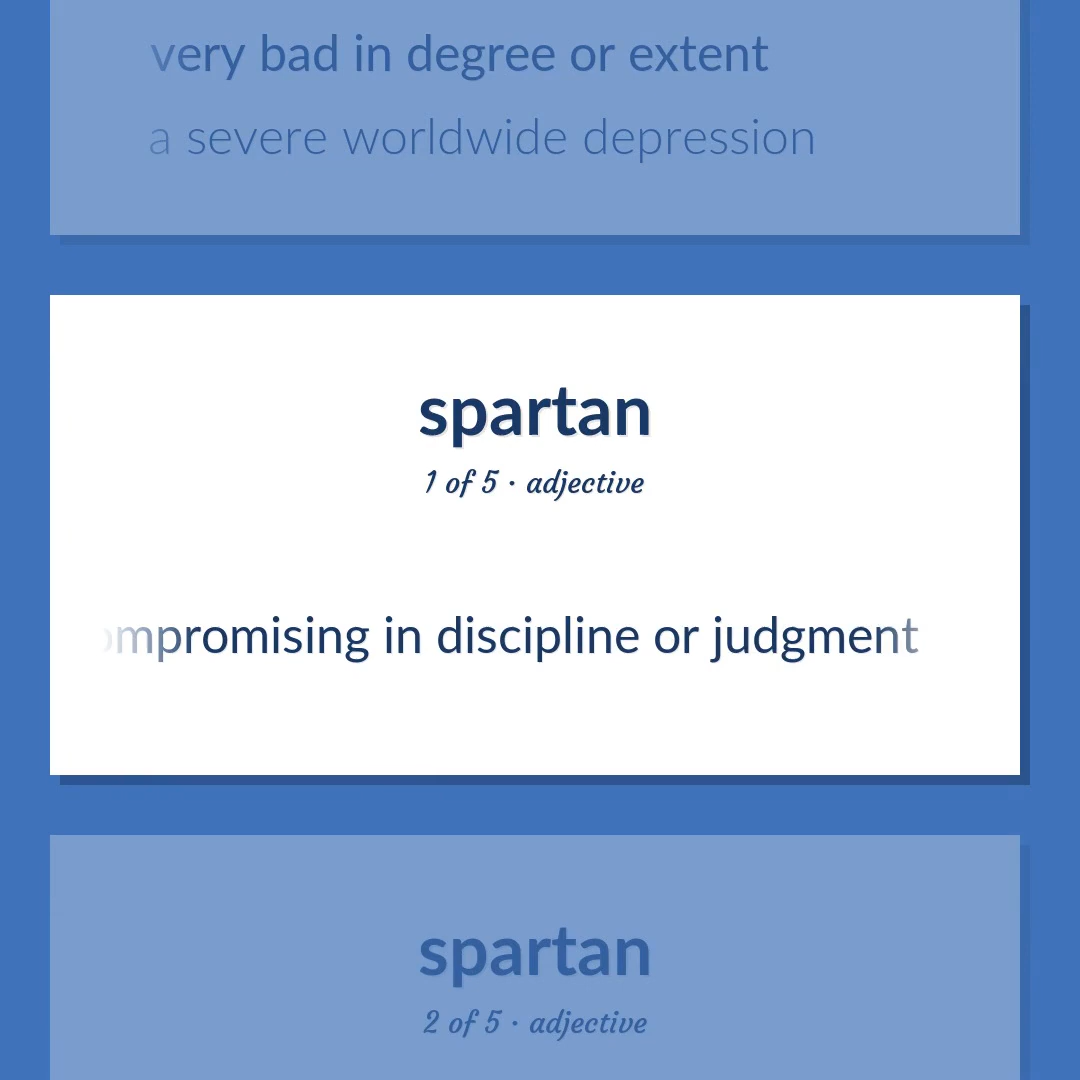 very bad in degree or extent
a severe worldwide depression
spartan
1 of 5 · adjective
mpromising in discipline or judgment
spartan
2 of 5 · adjective